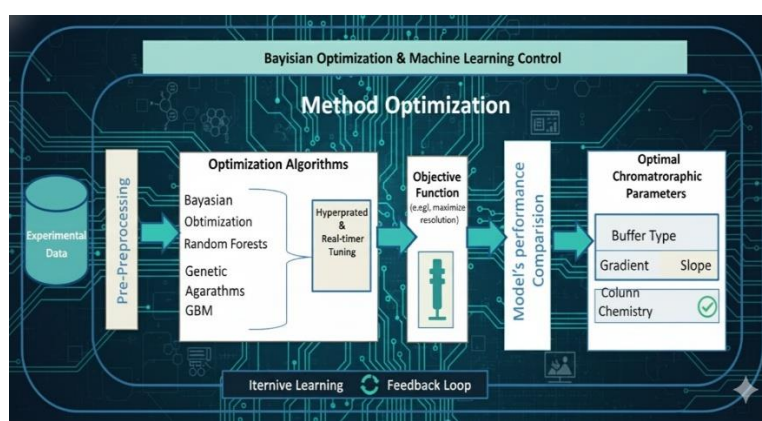 Bayisian Optimization & Machine Learning Control
Method Optimization
Experimental
Data
Pre-Preprocessing
Optimization Algorithms
Bayasian
Obtimization
Random Forests
Genetic
Agarathms
GBM
Hyperprated
&
Real-timer
Tuning
Objective
Function
(e.egl, maximize
resolution)
Model's performance
Comparision
Optimal
Chromatroraphic
Parameters
Buffer Type
Gradient Slope
Column
Chemistry
Iternive Learning Feedback Loop